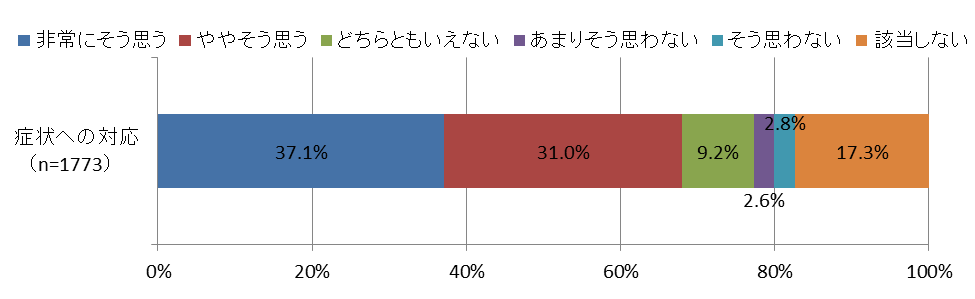 非常にそう思う ややそう思う どちらともいえない あまりそう思わない そう思わない 該当しない
症状への対応
（n=1773）
37.1% 31.0% 9.2% 2.6% 2.8% 17.3%
0% 20% 40% 60% 80% 100%